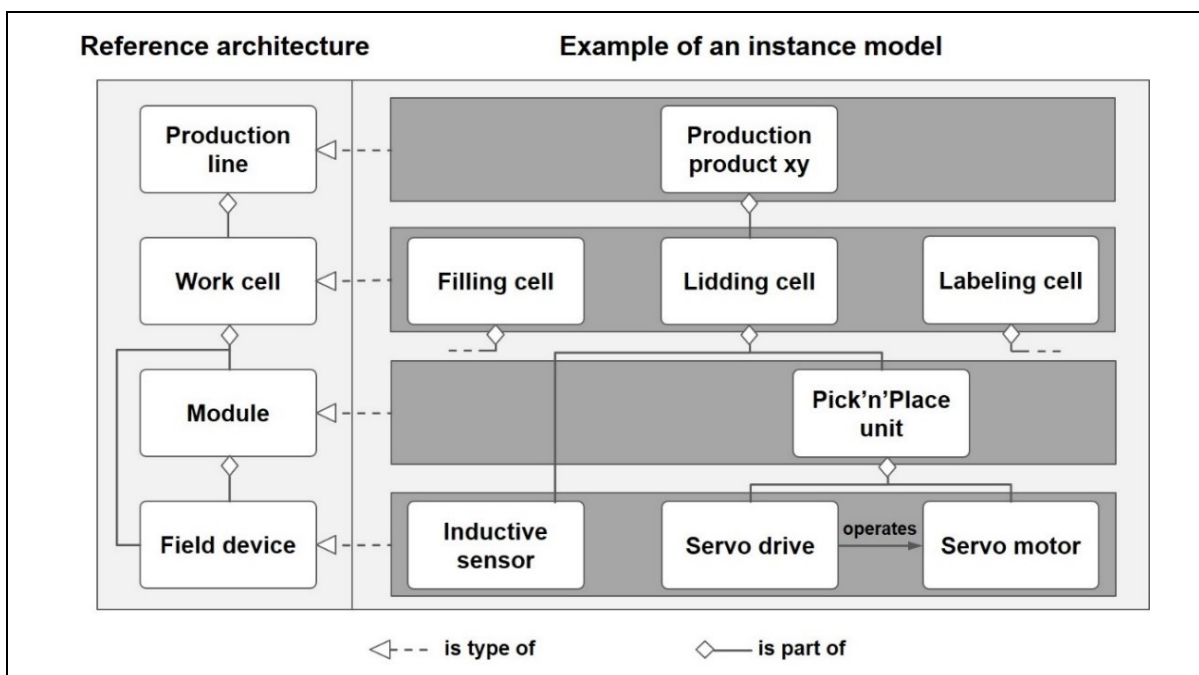 Reference architecture
Example of an instance model
Production
line
Production
product xy
Work cell
Filling cell
Lidding cell
Labeling cell
Module
Pick’n’Place
unit
Field device
Inductive
sensor
Servo drive
operates
Servo motor
is type of
is part of